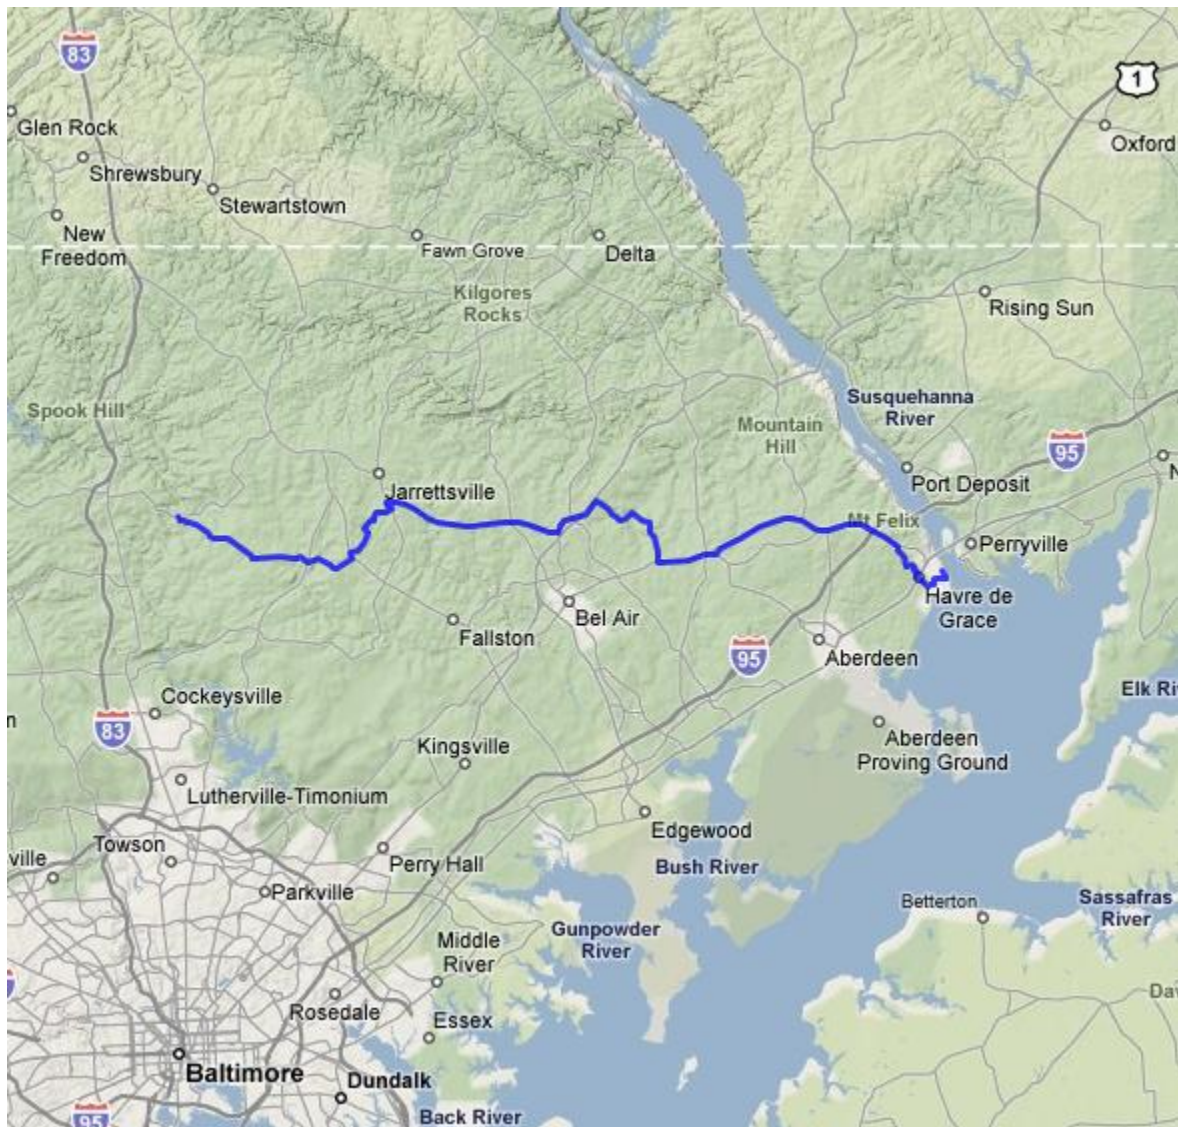 83
1
Glen Rock
Oxford
Shrewsbury
Stewartstown
New
Freedom
Fawn Grove
Delta
Kilgores
Rocks
Rising Sun
Spook Hill
Susquehanna
River
Mountain
Hill
95
Port Deposit
Jarrettsville
Mt Felix
Perryville
Havre de
Grace
Bel Air
Fallston
Aberdeen
95
Cockeysville
Elk Ri
83
n
Kingsville
Aberdeen
Proving Ground
Lutherville-Timonium
Edgewood
Towson
ville
Perry Hall
Bush River
Parkville
Betterton
Sassafras
River
Gunpowder
River
Middle
River
Rosedale
Da
Essex
Baltimore
Dundalk
Back River
95